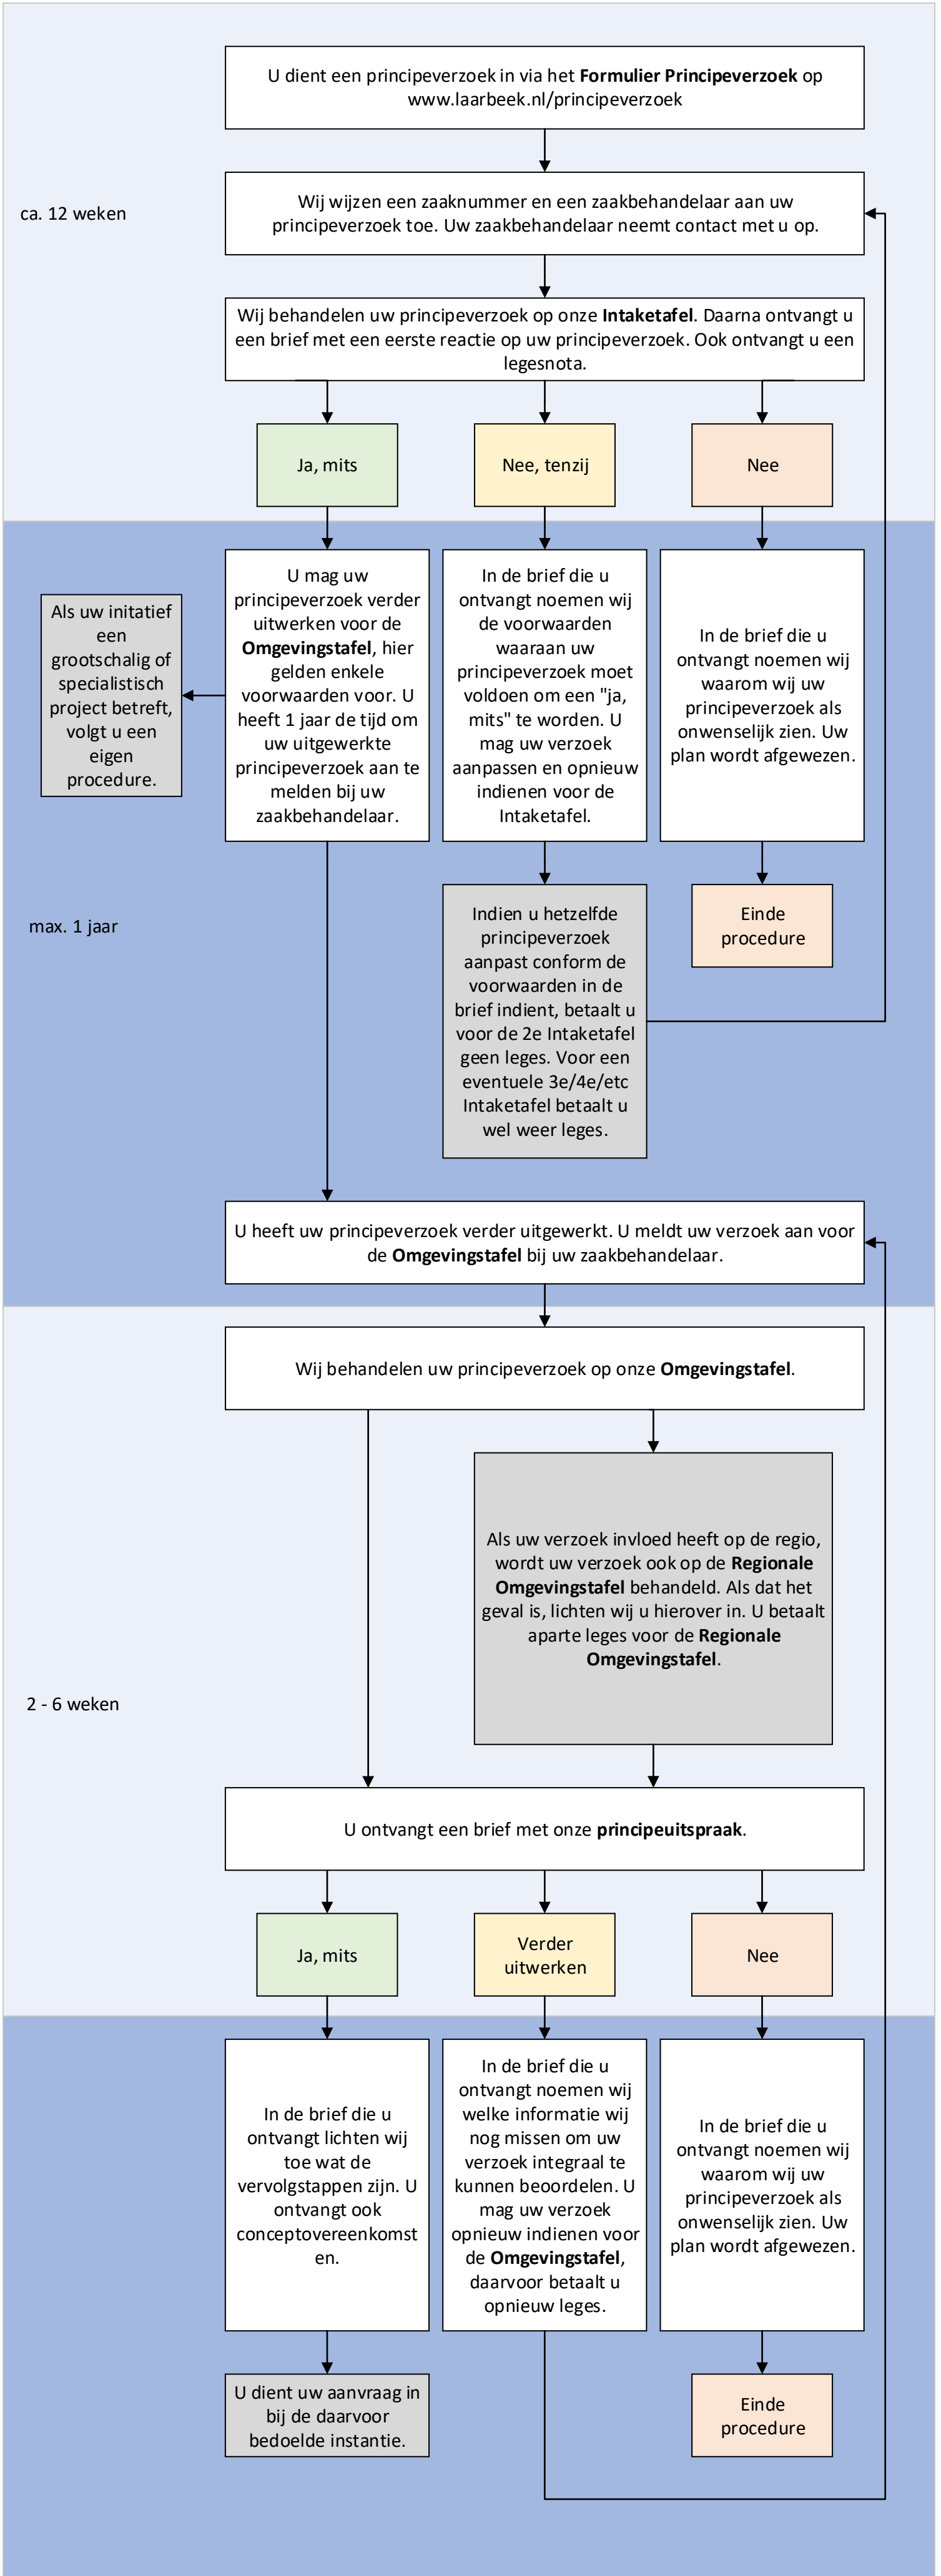 U dient een principeverzoek in via het Formulier Principeverzoek op
www.laarbeek.nl/principeverzoek
ca. 12 weken
Wij wijzen een zaaknummer en een zaakbehandelaar aan uw
principeverzoek toe. Uw zaakbehandelaar neemt contact met u op.
Wij behandelen uw principeverzoek op onze Intaketafel. Daarna ontvangt u
een brief met een eerste reactie op uw principeverzoek. Ook ontvangt u een
legesnota.
Ja, mits
Nee, tenzij
Nee
Als uw initatief
een
grootschalig of
specialistisch
project betreft,
volgt u een
eigen
procedure.
U mag uw
principeverzoek verder
uitwerken voor de
Omgevingstafel, hier
gelden enkele
voorwaarden voor. U
heeft 1 jaar de tijd om
uw uitgewerkte
principeverzoek aan te
melden bij uw
zaakbehandelaar.
In de brief die u
ontvangt noemen wij
de voorwaarden
waaraan uw
principeverzoek moet
voldoen om een "ja,
mits" te worden. U
mag uw verzoek
aanpassen en opnieuw
indienen voor de
Intaketafel.
In de brief die u
ontvangt noemen wij
waarom wij uw
principeverzoek als
onwenselijk zien. Uw
plan wordt afgewezen.
max. 1 jaar
Indien u hetzelfde
principeverzoek
aanpast conform de
voorwaarden in de
brief indient, betaalt u
voor de 2e Intaketafel
geen leges. Voor een
eventuele 3e/4e/etc
Intaketafel betaalt u
wel weer leges.
Einde
procedure
U heeft uw principeverzoek verder uitgewerkt. U meldt uw verzoek aan voor
de Omgevingstafel bij uw zaakbehandelaar.
Wij behandelen uw principeverzoek op onze Omgevingstafel.
Als uw verzoek invloed heeft op de regio,
wordt uw verzoek ook op de Regionale
Omgevingstafel behandeld. Als dat het
geval is, lichten wij u hierover in. U betaalt
aparte leges voor de Regionale
Omgevingstafel.
2 - 6 weken
U ontvangt een brief met onze principeuitspraak.
Ja, mits
Verder
uitwerken
Nee
In de brief die u
ontvangt lichten wij
toe wat de
vervolgstappen zijn. U
ontvangt ook
conceptovereenkomst
en.
In de brief die u
ontvangt noemen wij
welke informatie wij
nog missen om uw
verzoek integraal te
kunnen beoordelen. U
mag uw verzoek
opnieuw indienen voor
de Omgevingstafel,
daarvoor betaalt u
opnieuw leges.
In de brief die u
ontvangt noemen wij
waarom wij uw
principeverzoek als
onwenselijk zien. Uw
plan wordt afgewezen.
U dient uw aanvraag in
bij de daarvoor
bedoelde instantie.
Einde
procedure